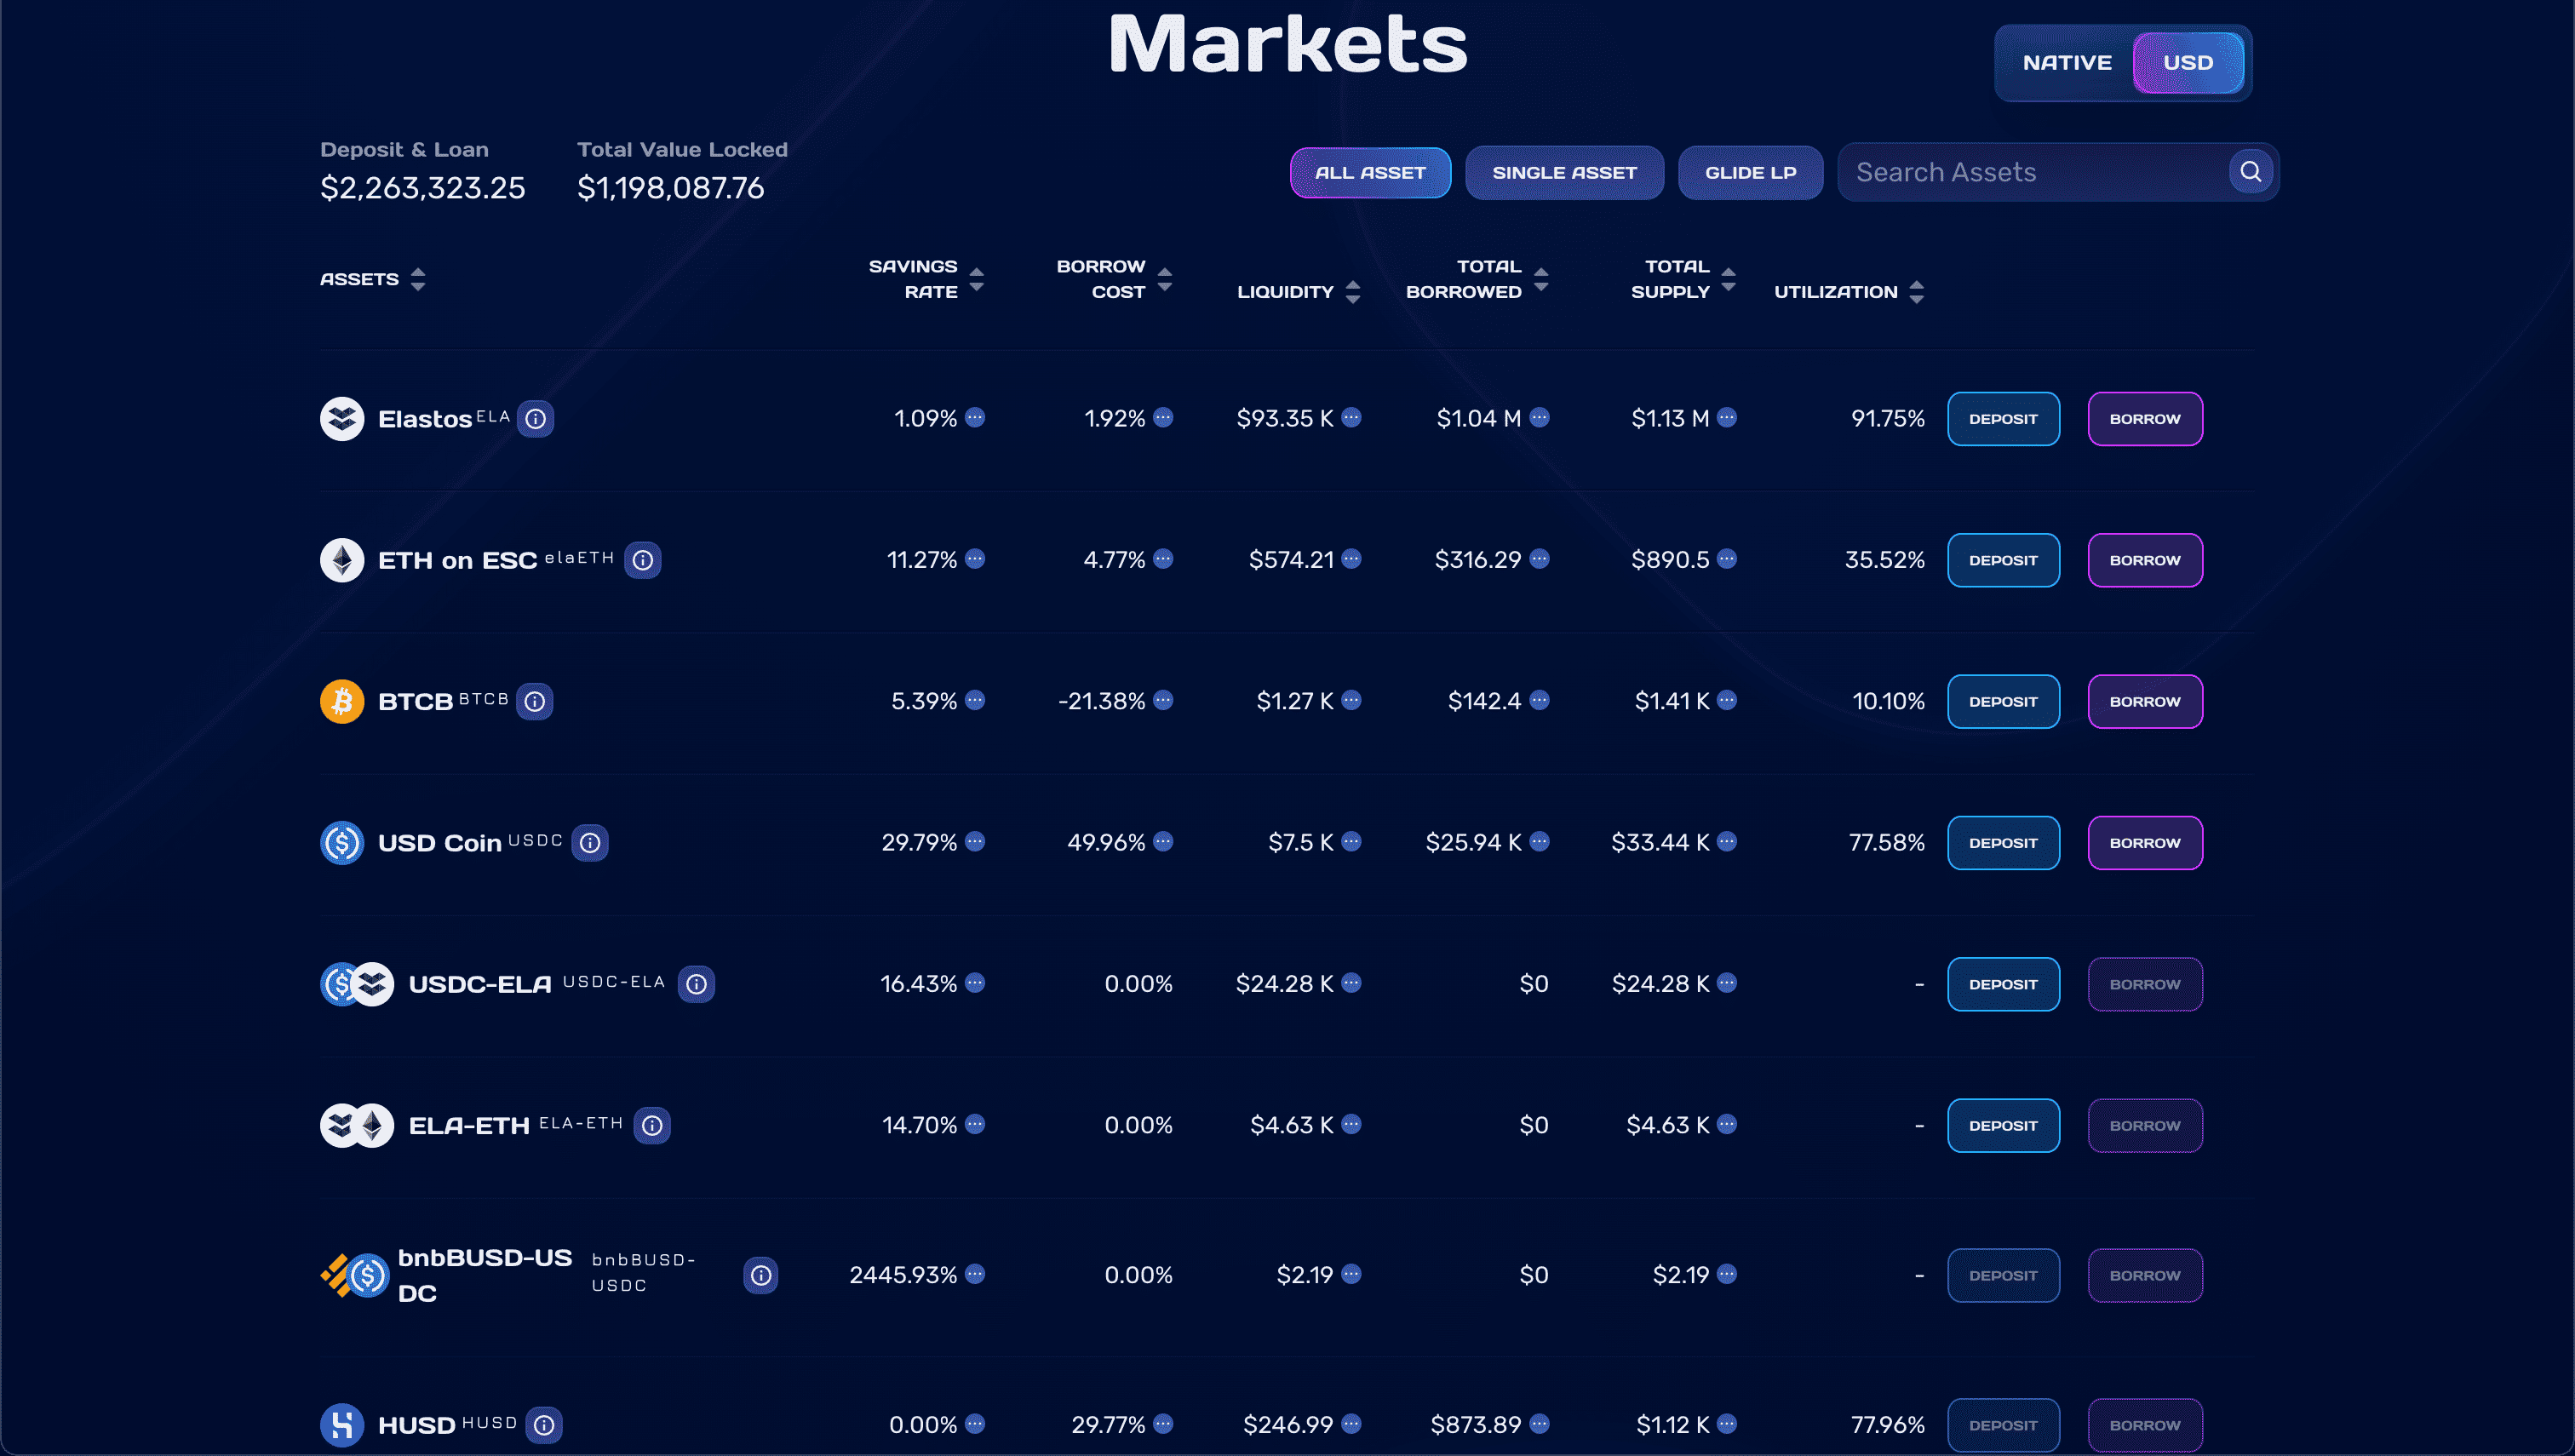 Markets
NATIVE USD
Deposit & Loan Total Value Locked
$2,263,323.25 $1,198,087.76
ALL ASSET SINGLE ASSET GLIDE LP Search Assets
ASSETS SAVINGS RATE BORROW COST LIQUIDITY TOTAL BORROWED TOTAL SUPPLY UTILIZATION
Elastos ELA 1.09% 1.92% $93.35 K $1.04 M $1.13 M 91.75% DEPOSIT BORROW
ETH on ESC elaETH 11.27% 4.77% $574.21 $316.29 $890.5 35.52% DEPOSIT BORROW
BTCB BTCB 5.39% -21.38% $1.27 K $142.4 $1.41 K 10.10% DEPOSIT BORROW
USD Coin USDC 29.79% 49.96% $7.5 K $25.94 K $33.44 K 77.58% DEPOSIT BORROW
USDC-ELA USDC-ELA 16.43% 0.00% $24.28 K $0 $24.28 K - DEPOSIT BORROW
ELA-ETH ELA-ETH 14.70% 0.00% $4.63 K $0 $4.63 K - DEPOSIT BORROW
bnbBUSD-USDC bnbBUSD-USDC 2445.93% 0.00% $2.19 $0 $2.19 - DEPOSIT BORROW
HUSD HUSD 0.00% 29.77% $246.99 $873.89 $1.12 K 77.96% DEPOSIT BORROW